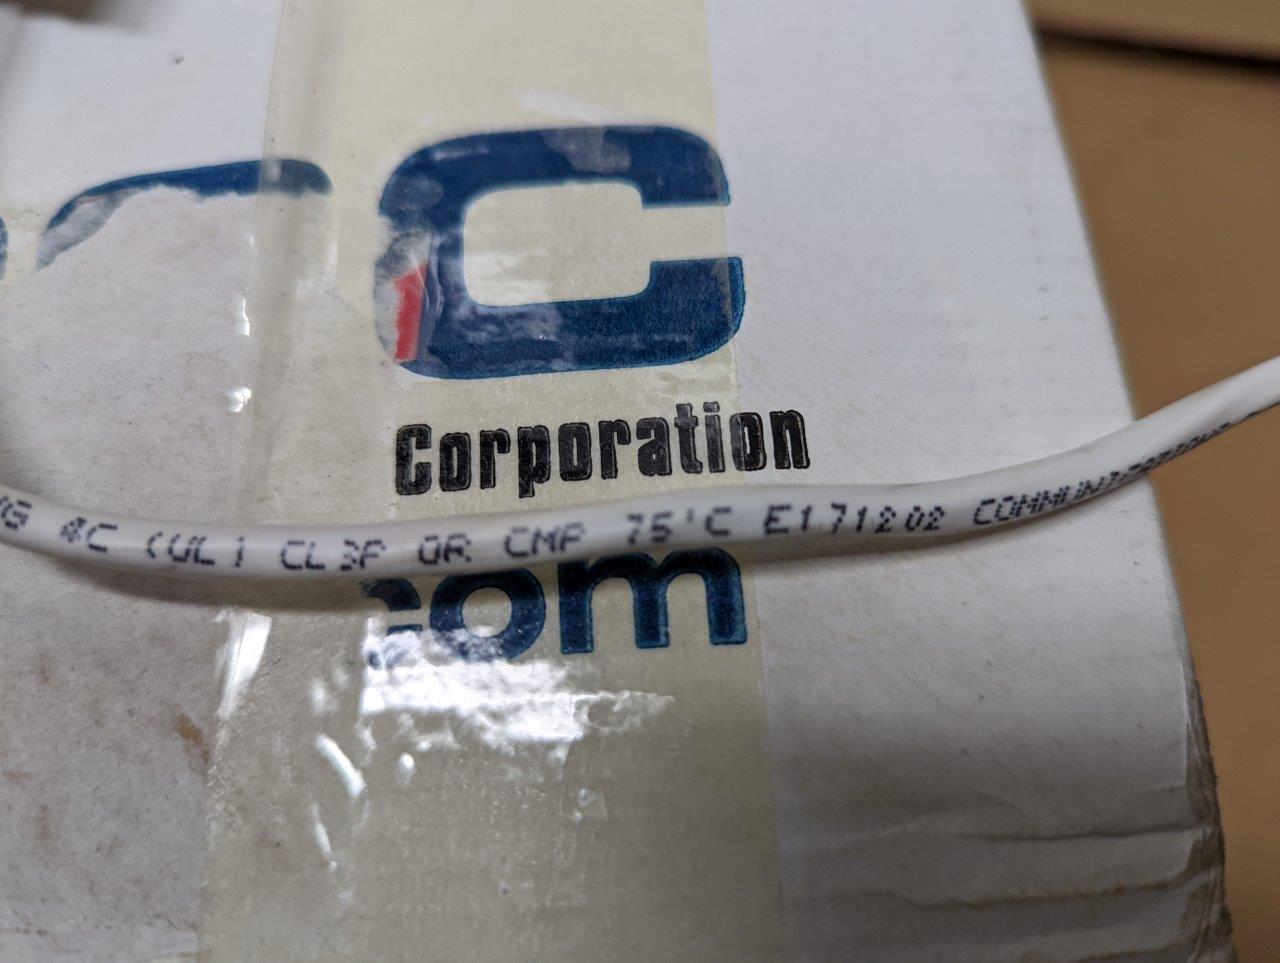 C
Corporation
4C (UL) CL3P OR CMP 75°C E171202
com